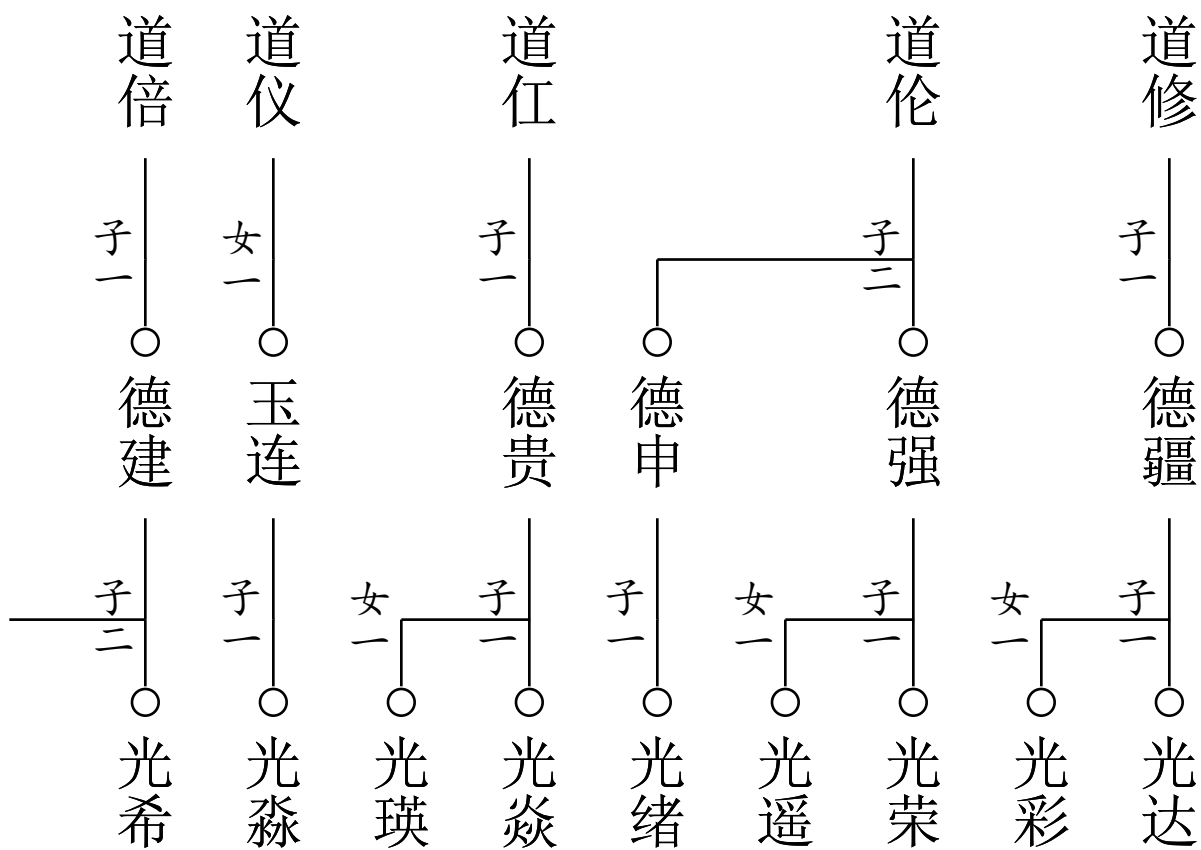 道修
道伦
道仜
道仪
道倍
子一
子二
子一
女一
子一
德疆
德强
德申
德贵
玉连
德建
子一
女一
子一
女一
子一
子一
女一
子一
子二
光达
光彩
光荣
光遥
光绪
光焱
光瑛
光淼
光希